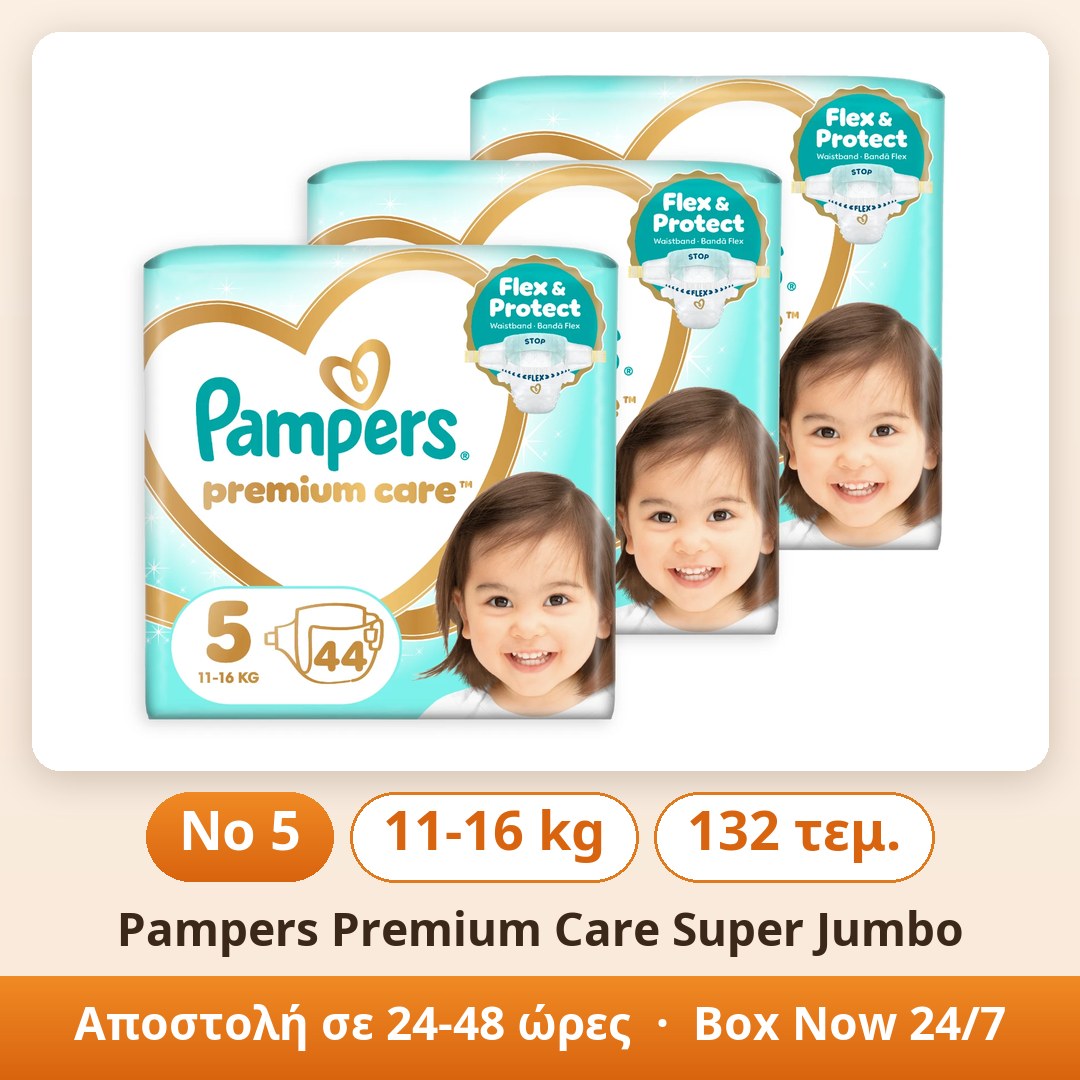 Flex &
Protect
Waistband · Bandă Flex
STOP
FLEX
®
™
Flex &
Protect
Waistband · Bandă Flex
STOP
FLEX
®
™
Flex &
Protect
Waistband · Bandă Flex
STOP
FLEX
Pampers®
premium care™
5
44
11-16 KG
No 5
11-16 kg
132 τεμ.
Pampers Premium Care Super Jumbo
Αποστολή σε 24-48 ώρες · Box Now 24/7